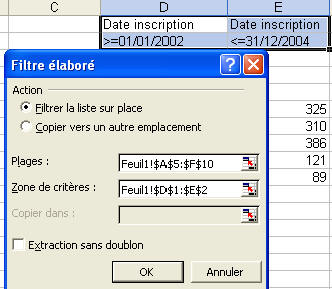 C D E
Date inscription Date inscription
>=01/01/2002 <=31/12/2004
Filtre élaboré
Action
Filtrer la liste sur place
Copier vers un autre emplacement
Plages : Feuil1!$A$5:$F$10
Zone de critères : Feuil1!$D$1:$E$2
Copier dans :
Extraction sans doublon
OK Annuler
325
310
386
121
89